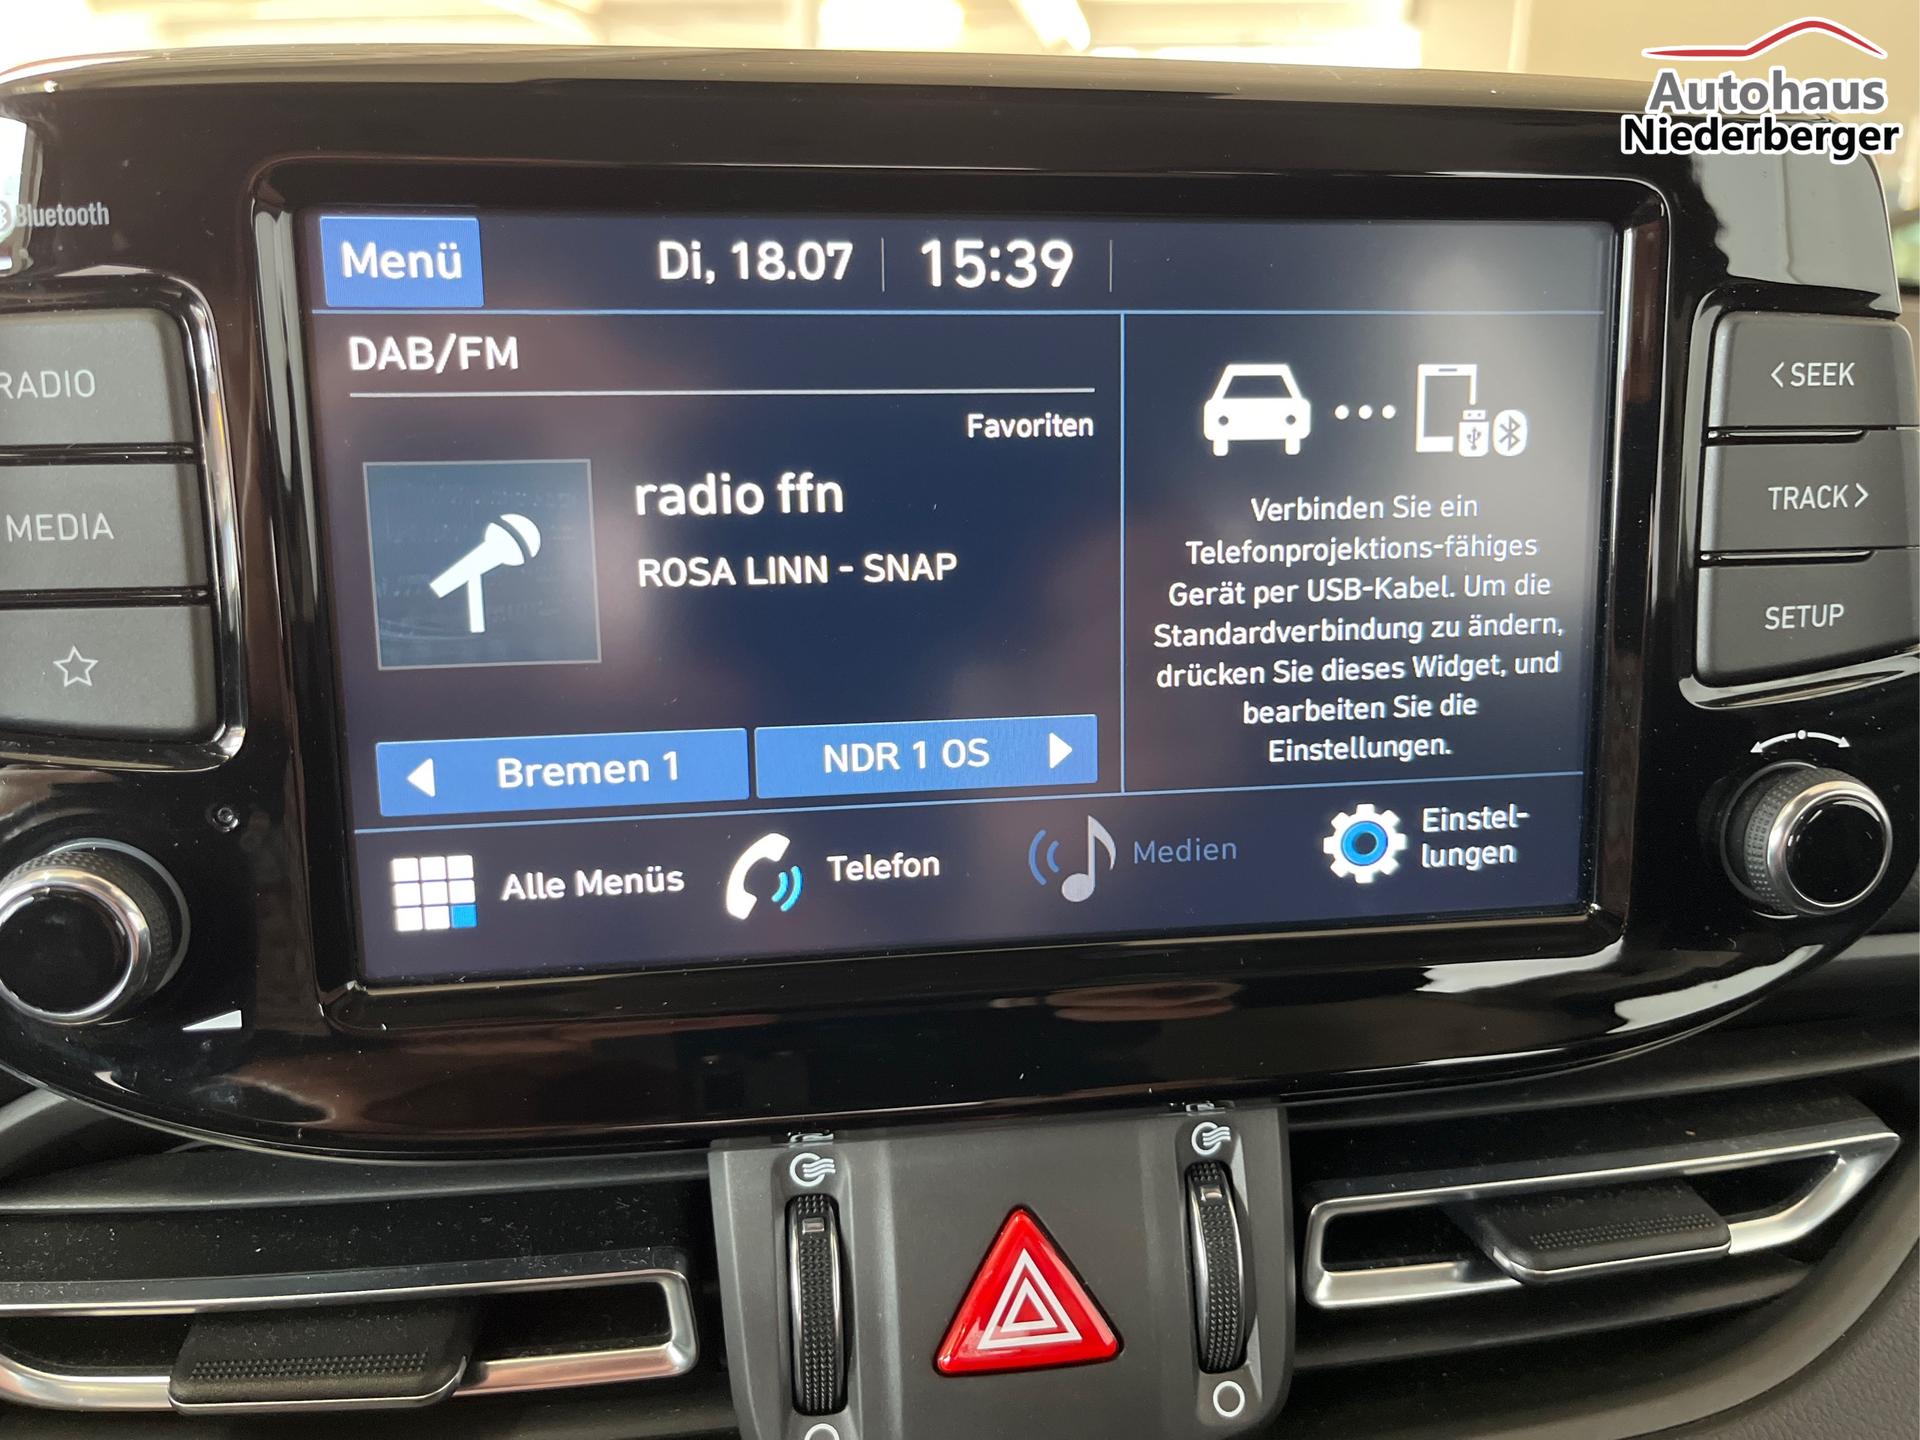 Autohaus
Niederberger
Bluetooth
Menü
Di, 18.07
15:39
RADIO
MEDIA
DAB/FM
Favoriten
radio ffn
ROSA LINN - SNAP
Bremen 1
NDR 1 OS
Verbinden Sie ein
Telefonprojektions-fähiges
Gerät per USB-Kabel. Um die
Standardverbindung zu ändern,
drücken Sie dieses Widget, und
bearbeiten Sie die
Einstellungen.
Alle Menüs
Telefon
Medien
Einstel-
lungen
< SEEK
TRACK >
SETUP